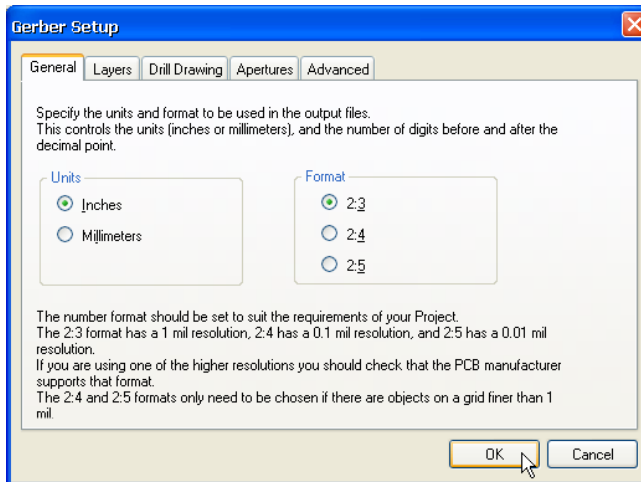 Gerber Setup
General Layers Drill Drawing Apertures Advanced
Specify the units and format to be used in the output files.
This controls the units (inches or millimeters), and the number of digits before and after the
decimal point.
Units
Inches
Millimeters
Format
2:3
2:4
2:5
The number format should be set to suit the requirements of your Project.
The 2:3 format has a 1 mil resolution, 2:4 has a 0.1 mil resolution, and 2:5 has a 0.01 mil
resolution.
If you are using one of the higher resolutions you should check that the PCB manufacturer
supports that format.
The 2:4 and 2:5 formats only need to be chosen if there are objects on a grid finer than 1
mil.
OK Cancel